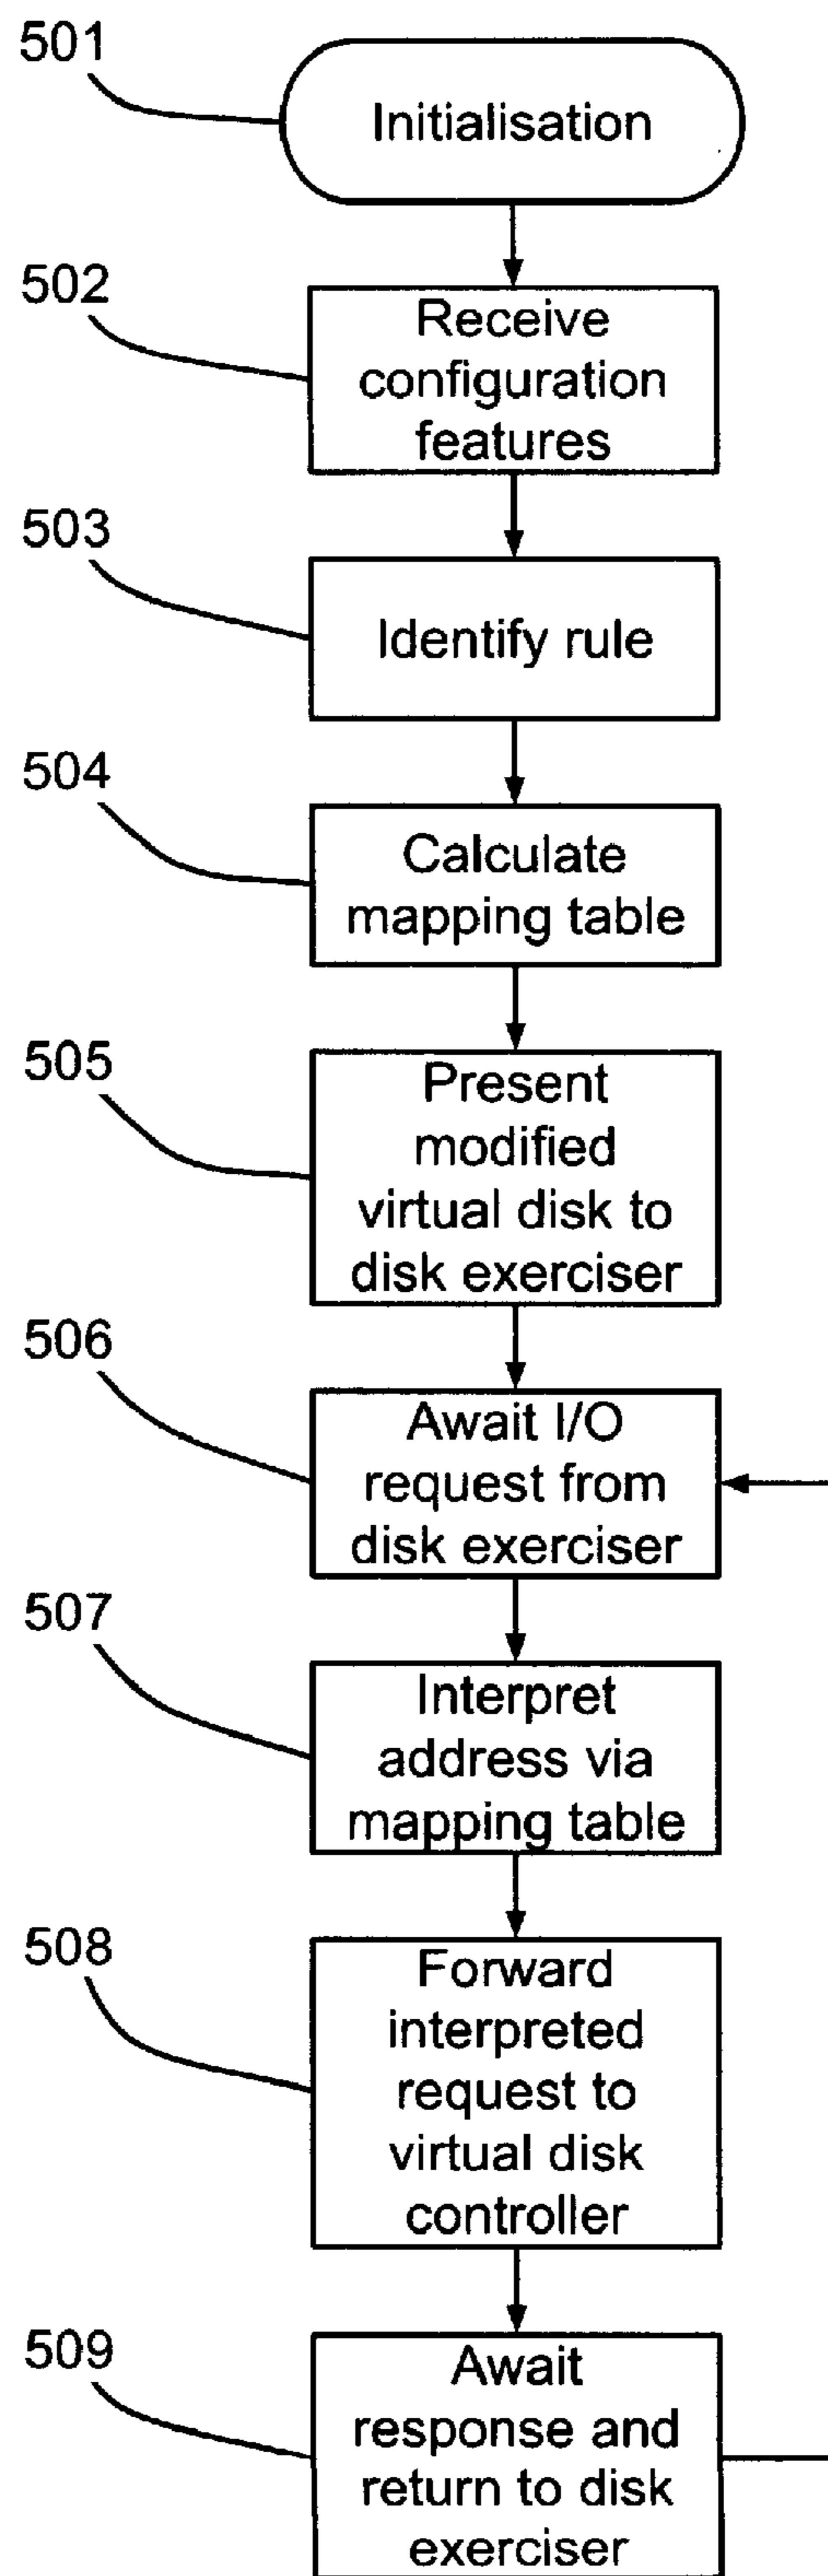 501
Initialisation
502
Receive
configuration
features
503
Identify rule
504
Calculate
mapping table
505
Present
modified
virtual disk to
disk exerciser
506
Await I/O
request from
disk exerciser
507
Interpret
address via
mapping table
508
Forward
interpreted
request to
virtual disk
controller
509
Await
response and
return to disk
exerciser